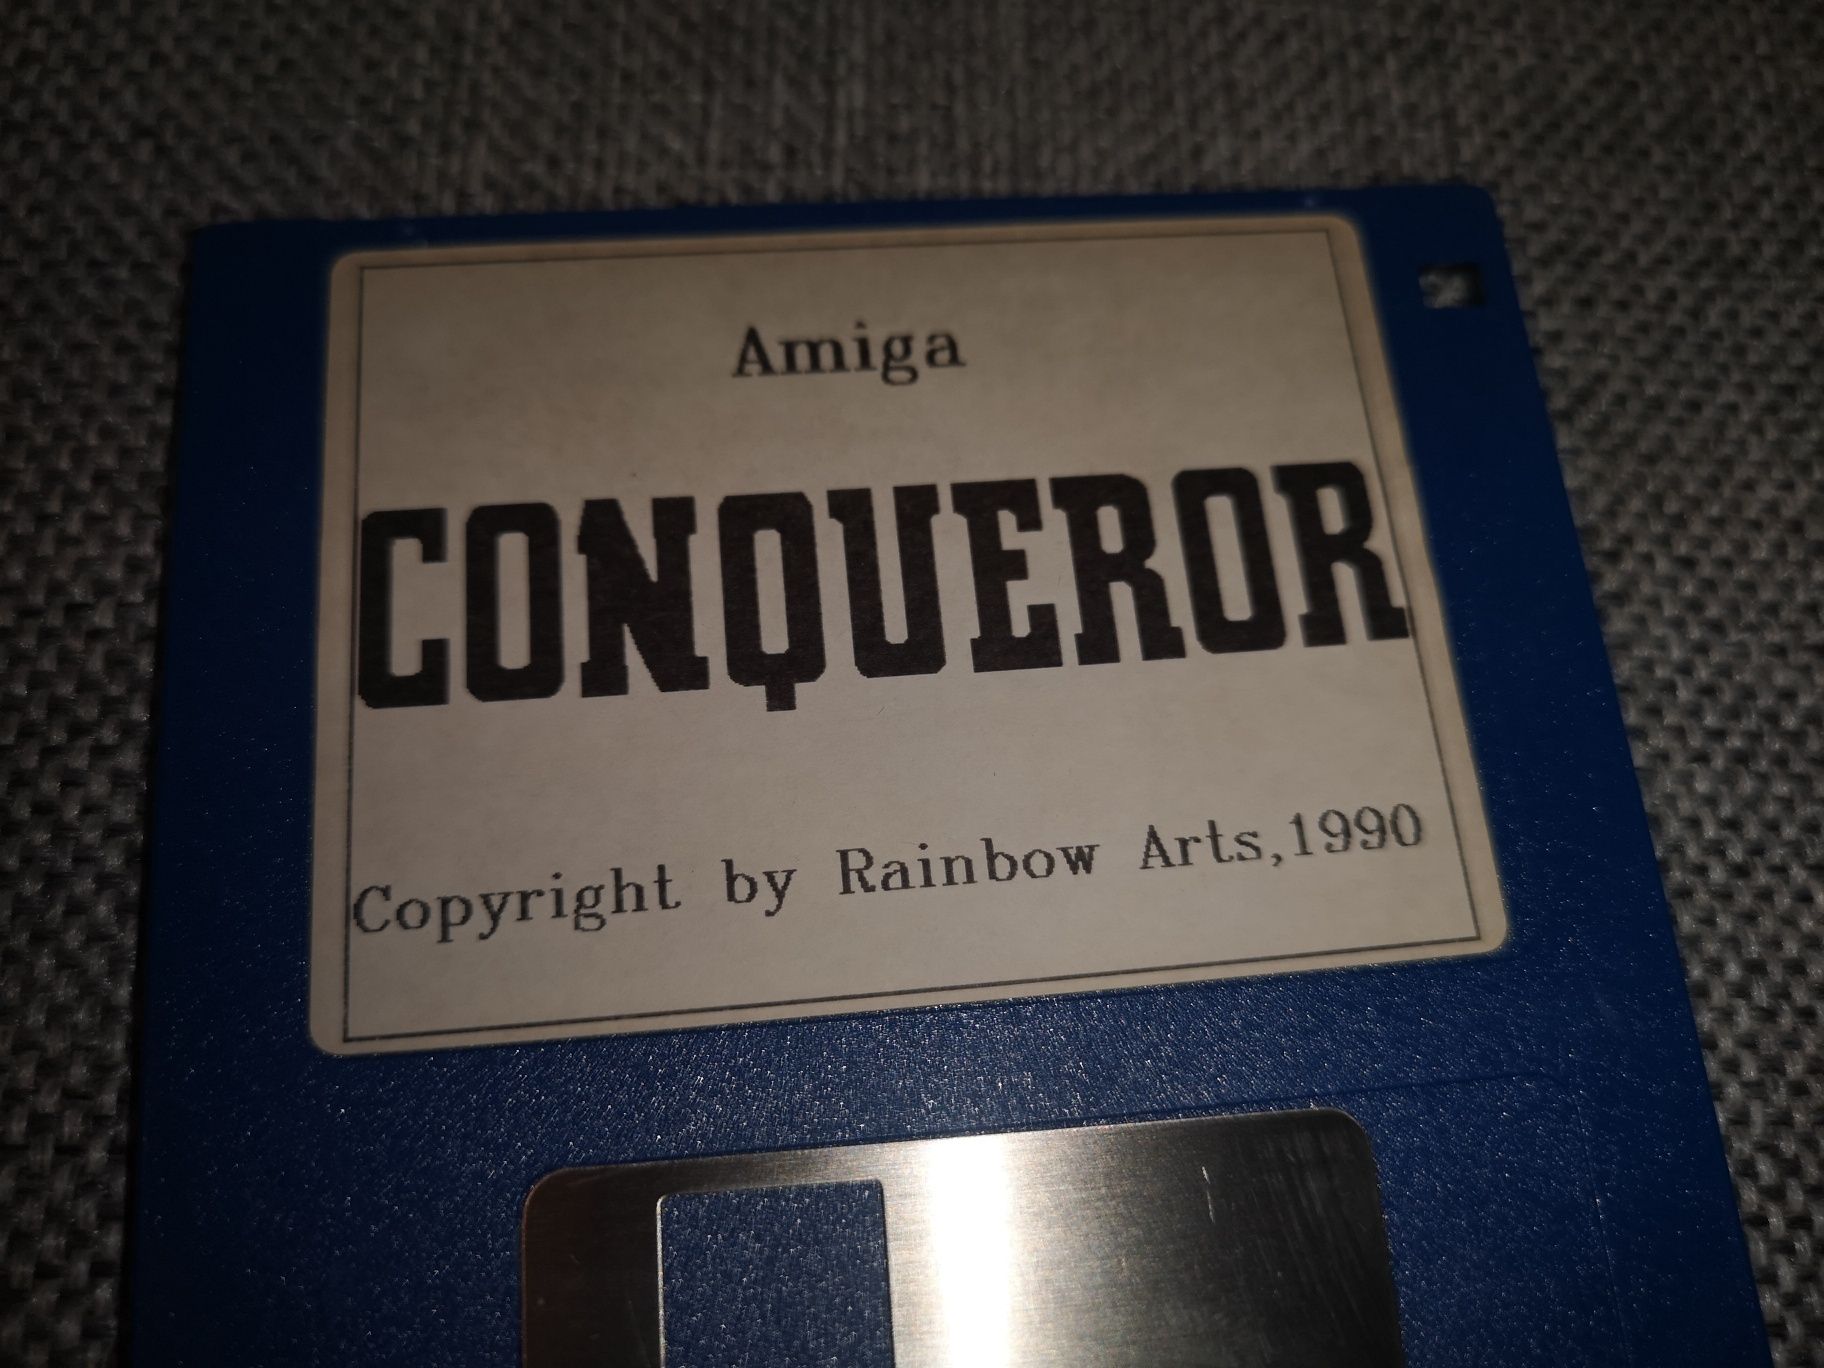 Amiga
CONQUEROR
Copyright by Rainbow Arts,1990